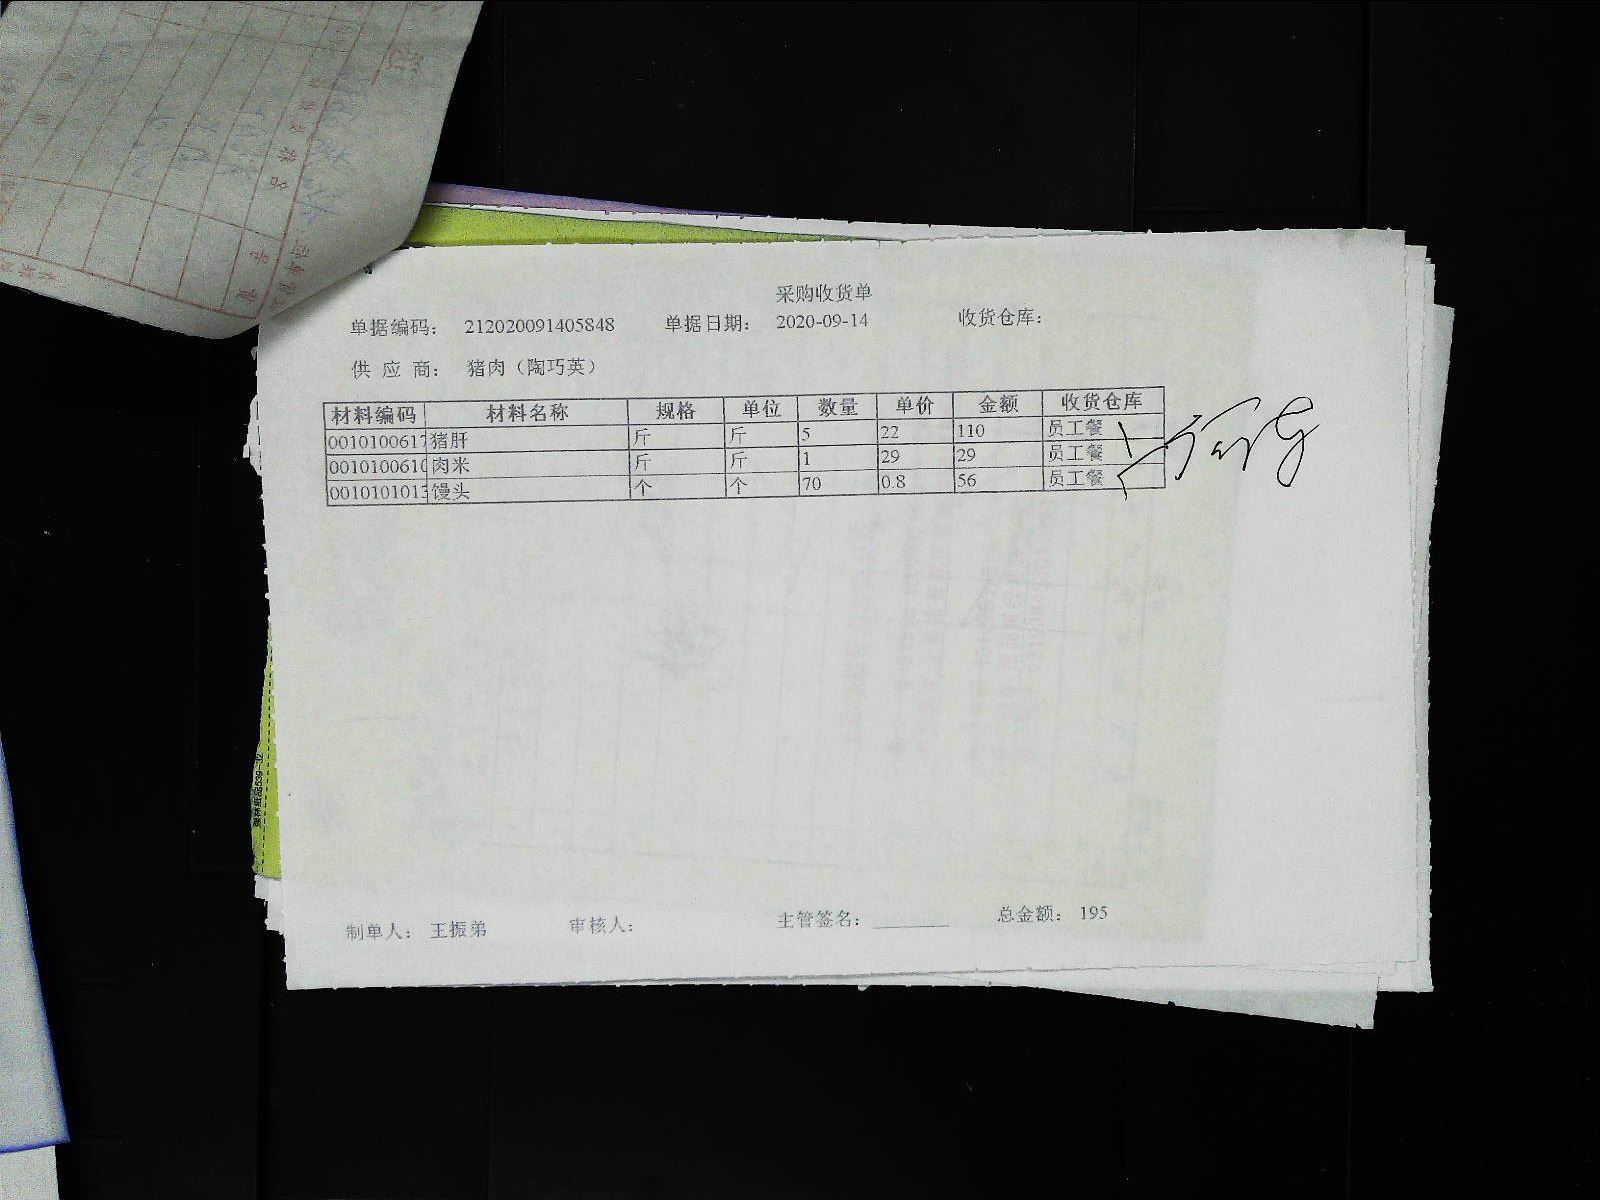 采购收货单
单据编码： 212020091405848 单据日期： 2020-09-14 收货仓库：
供 应 商： 猪肉（陶巧英）
材料编码 材料名称 规格 单位 数量 单价 金额 收货仓库
0010100617 猪肝 斤 斤 5 22 110 员工餐
0010100610 肉米 斤 斤 1 29 29 员工餐
0010101013 馒头 个 个 70 0.8 56 员工餐
制单人： 王振弟 审核人： 主管签名： 总金额： 195